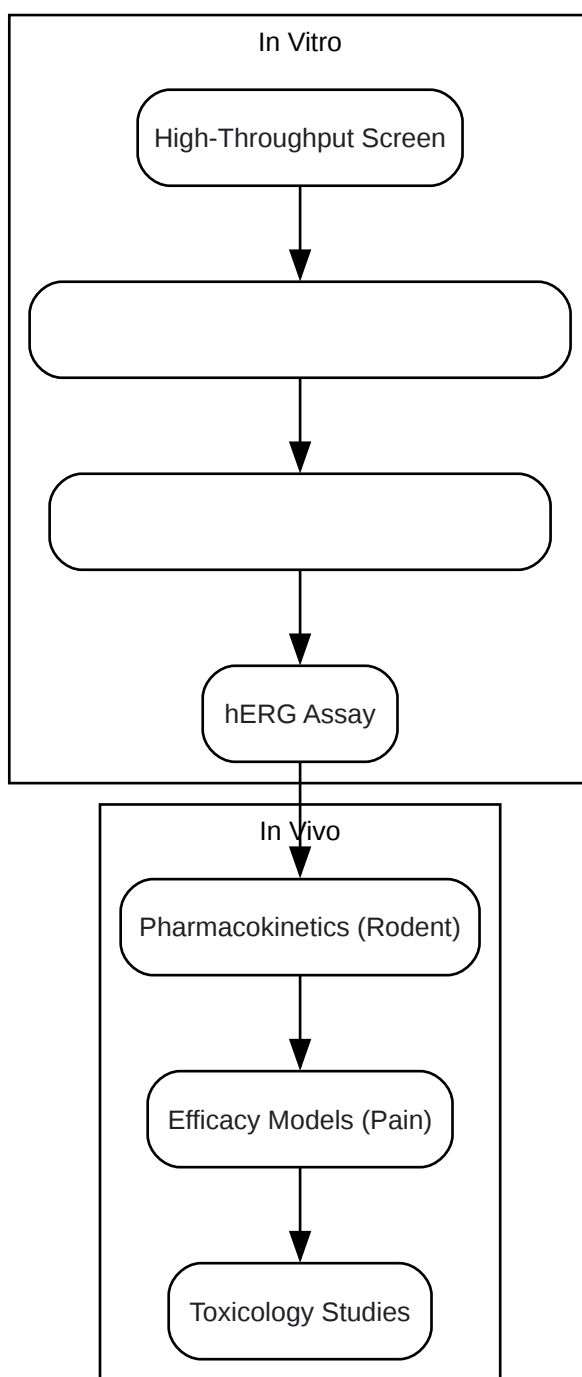 In Vitro
High-Throughput Screen
hERG Assay
In Vivo
Pharmacokinetics (Rodent)
Efficacy Models (Pain)
Toxicology Studies